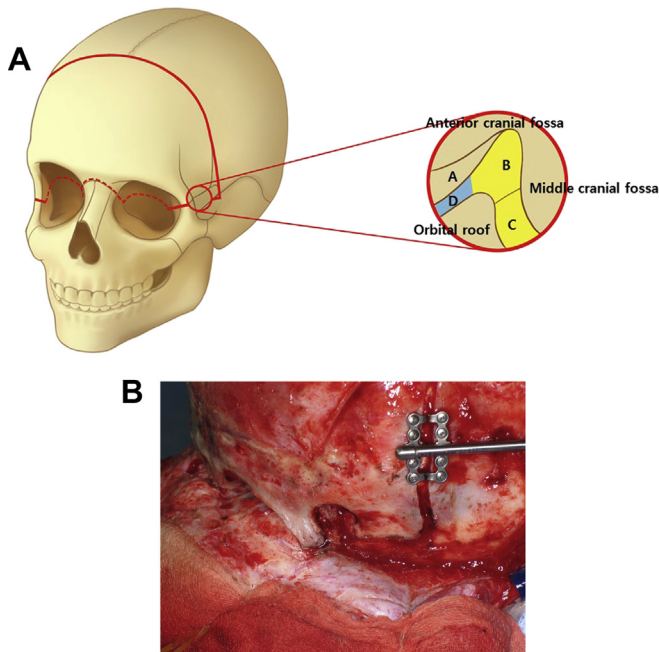 A
Anterior cranial fossa
B
A
Middle cranial fossa
D
Orbital roof
C
B